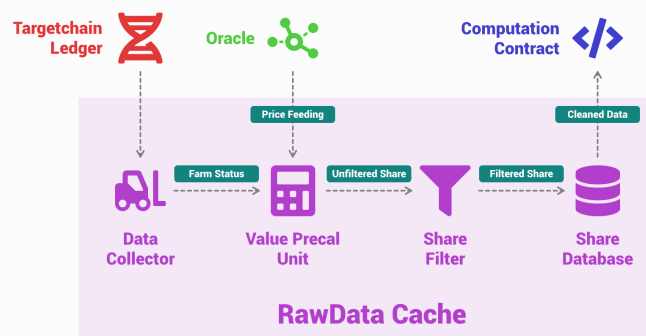 Targetchain
Ledger
Oracle
Computation
Contract
Price Feeding
Cleaned Data
Farm Status
Unfiltered Share
Filtered Share
Data
Collector
Value Precal
Unit
Share
Filter
Share
Database
RawData Cache